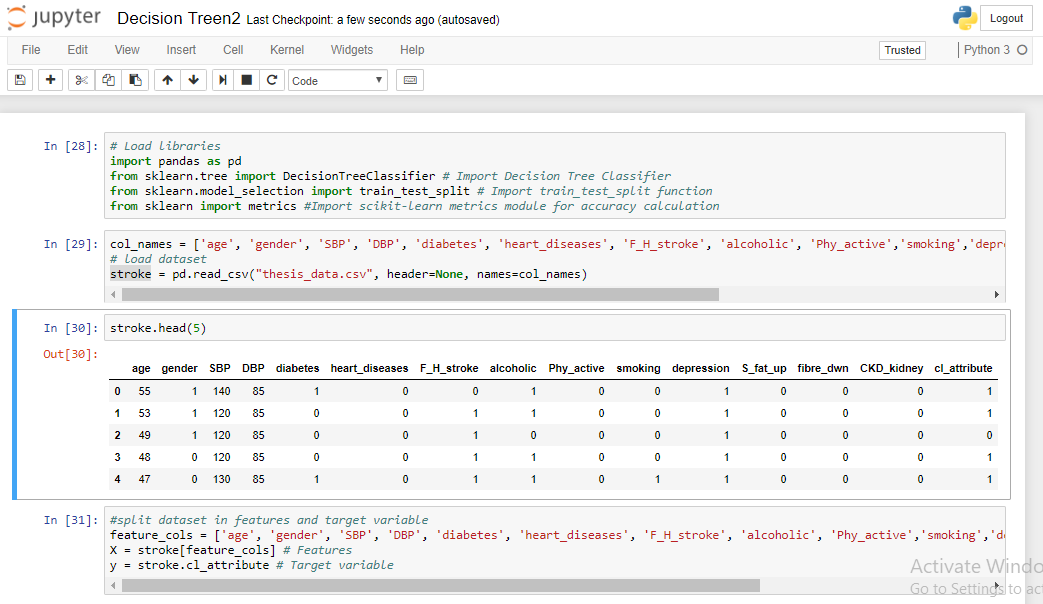 jupyter Decision Treen2 Last Checkpoint: a few seconds ago (autosaved) Logout
File Edit View Insert Cell Kernel Widgets Help Trusted Python 3
Code
In [28]: # Load libraries
import pandas as pd
from sklearn.tree import DecisionTreeClassifier # Import Decision Tree Classifier
from sklearn.model_selection import train_test_split # Import train_test_split function
from sklearn import metrics #Import scikit-learn metrics module for accuracy calculation
In [29]: col_names = ['age', 'gender', 'SBP', 'DBP', 'diabetes', 'heart_diseases', 'F_H_stroke', 'alcoholic', 'Phy_active','smoking','depr
# load dataset
stroke = pd.read_csv("thesis_data.csv", header=None, names=col_names)
In [30]: stroke.head(5)
Out[30]:
age gender SBP DBP diabetes heart_diseases F_H_stroke alcoholic Phy_active smoking depression S_fat_up fibre_dwn CKD_kidney cl_attribute
0 55 1 140 85 1 0 0 1 0 0 1 0 0 0 1
1 53 1 120 85 0 0 1 1 0 0 1 0 0 0 1
2 49 1 120 85 0 0 1 0 0 0 1 0 0 0 0
3 48 0 120 85 0 0 1 1 0 0 1 0 0 0 1
4 47 0 130 85 1 0 1 1 0 1 1 0 0 0 1
In [31]: #split dataset in features and target variable
feature_cols = ['age', 'gender', 'SBP', 'DBP', 'diabetes', 'heart_diseases', 'F_H_stroke', 'alcoholic', 'Phy_active','smoking','de
X = stroke[feature_cols] # Features
y = stroke.cl_attribute # Target variable
Activate Windo
Go to Settings to act